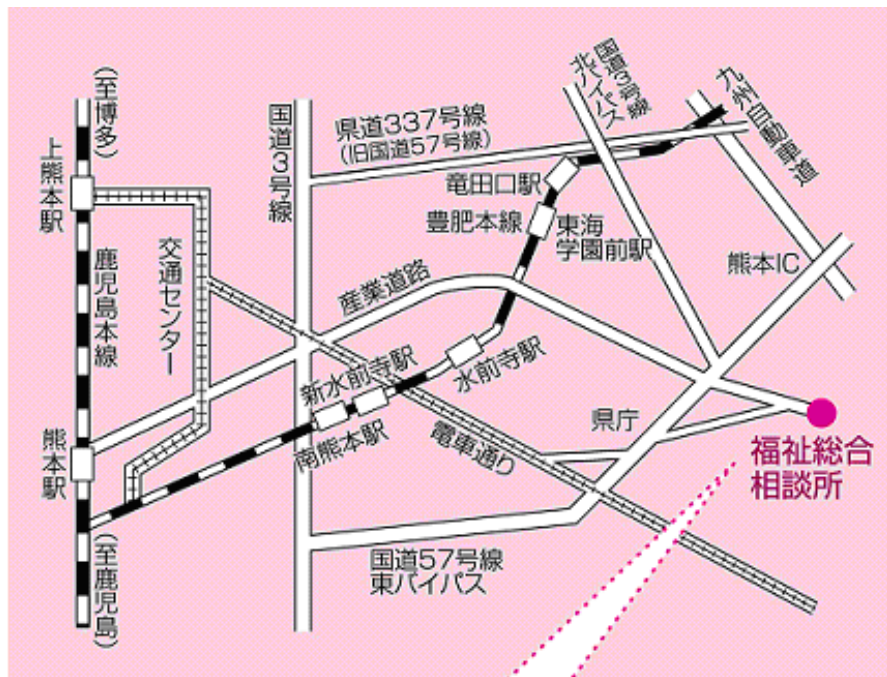 (至博多)
上熊本駅
鹿児島本線
熊本駅
(至鹿児島)
交通センター
国道3号線
県道337号線
(旧国道57号線)
国道3号線
北バイパス
九州自動車道
竜田口駅
豊肥本線
東海
学園前駅
熊本IC
産業道路
新水前寺駅
水前寺駅
南熊本駅
電車通り
県庁
福祉総合
相談所
国道57号線
東バイパス